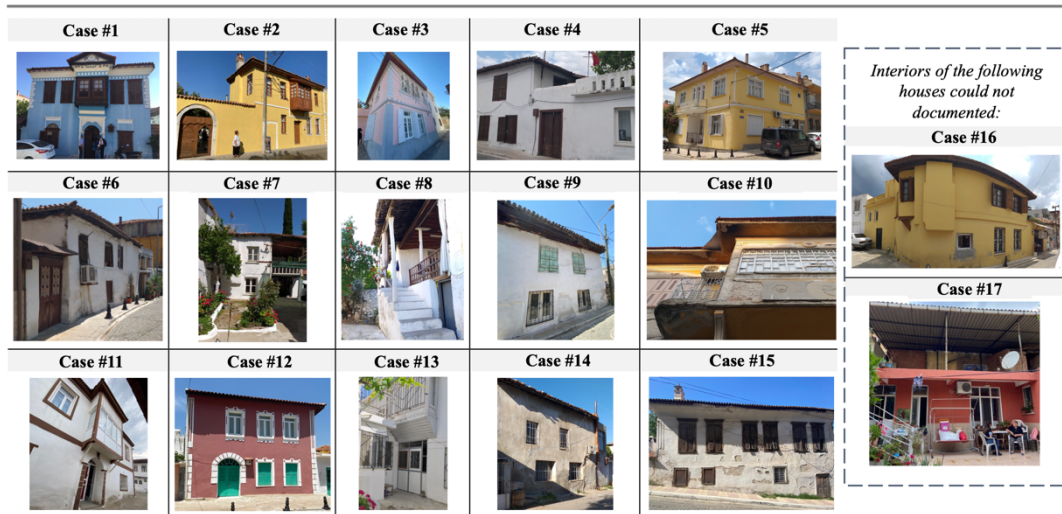 Case #1
Case #2
Case #3
Case #4
Case #5
Interiors of the following
houses could not
documented:
Case #16
Case #6
Case #7
Case #8
Case #9
Case #10
Case #17
Case #11
Case #12
Case #13
Case #14
Case #15